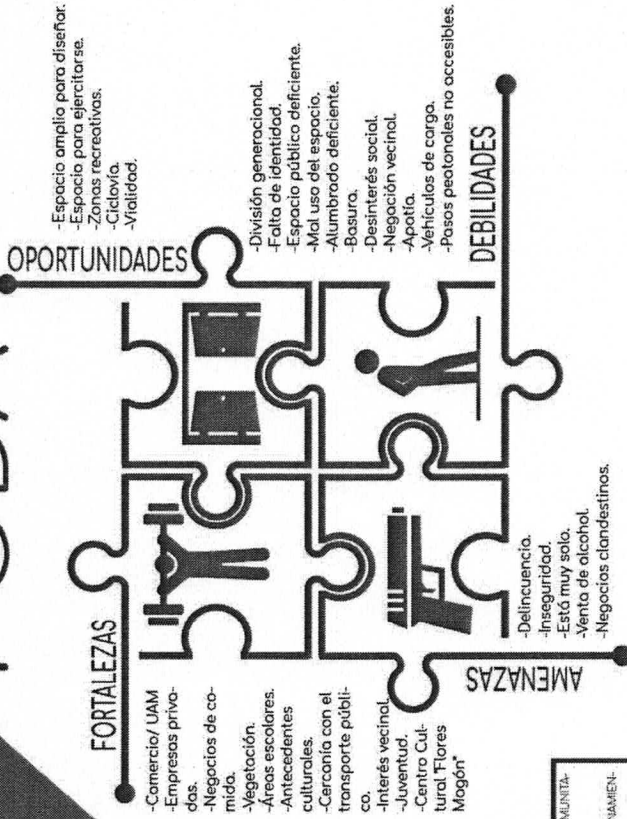 FORTALEZAS
-Comercio/ UAM
-Empresas priva-
das.
-Negocios de co-
mida.
-Vegetación.
-Áreas escolares.
-Antecedentes
culturales.
-Cercanía con el
transporte públi-
co.
-Interés vecinal.
-Juventud.
-Centro Cul-
tural "Flores
Magón"
OPORTUNIDADES
-Espacio amplio para diseñar.
-Espacio para ejercitarse.
-Zonas recreativas.
-Ciclovía.
-Vialidad.
-División generacional.
-Falta de identidad.
-Espacio público deficiente.
-Mal uso del espacio.
-Alumbrado deficiente.
-Basura.
-Desinterés social.
-Negación vecinal.
-Apatía.
-Vehículos de carga.
-Pasos peatonales no accesibles.
DEBILIDADES
AMENAZAS
-Delincuencia.
-Inseguridad.
-Está muy solo.
-Venta de alcohol.
-Negocios clandestinos.
MUNITA-
NAMIEN-